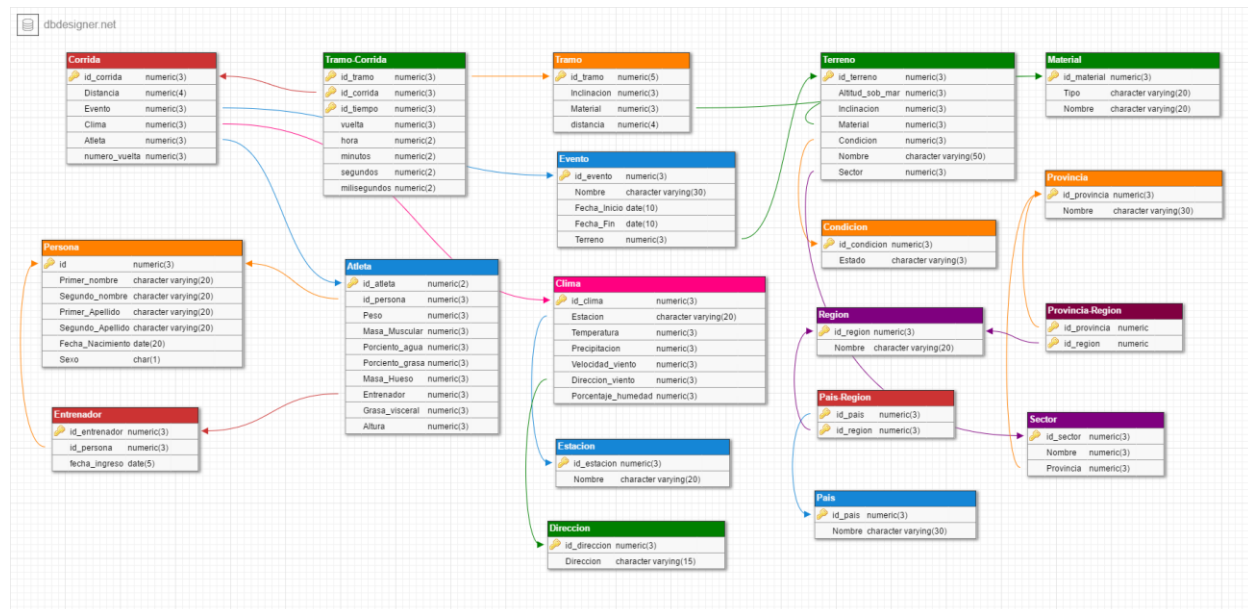 dbdesigner.net
Corrida
id_corrida numeric(3)
Distancia numeric(4)
Evento numeric(3)
Clima numeric(3)
Atleta numeric(3)
numero_vuelta numeric(3)
Tramo-Corrida
id_tramo numeric(3)
id_corrida numeric(3)
id_tiempo numeric(3)
vuelta numeric(3)
hora numeric(2)
minutos numeric(2)
segundos numeric(2)
milisegundos numeric(2)
Tramo
id_tramo numeric(5)
Inclinacion numeric(3)
Material numeric(3)
distancia numeric(4)
Terreno
id_terreno numeric(3)
Altitud_sob_mar numeric(3)
Inclinacion numeric(3)
Material numeric(3)
Condicion numeric(3)
Nombre character varying(50)
Sector numeric(3)
Material
id_material numeric(3)
Tipo character varying(20)
Nombre character varying(20)
Evento
id_evento numeric(3)
Nombre character varying(30)
Fecha_Inicio date(10)
Fecha_Fin date(10)
Terreno numeric(3)
Provincia
id_provincia numeric(3)
Nombre character varying(30)
Condicion
id_condicion numeric(3)
Estado character varying(3)
Persona
id numeric(3)
Primer_nombre character varying(20)
Segundo_nombre character varying(20)
Primer_Apellido character varying(20)
Segundo_Apellido character varying(20)
Fecha_Nacimiento date(20)
Sexo char(1)
Atleta
id_atleta numeric(2)
id_persona numeric(3)
Peso numeric(3)
Masa_Muscular numeric(3)
Porciento_agua numeric(3)
Porciento_grasa numeric(3)
Masa_Hueso numeric(3)
Entrenador numeric(3)
Grasa_visceral numeric(3)
Altura numeric(3)
Clima
id_clima numeric(3)
Estacion character varying(20)
Temperatura numeric(3)
Precipitacion numeric(3)
Velocidad_viento numeric(3)
Direccion_viento numeric(3)
Porcentaje_humedad numeric(3)
Region
id_region numeric(3)
Nombre character varying(20)
Provincia-Region
id_provincia numeric
id_region numeric
Pais-Region
id_pais numeric(3)
id_region numeric(3)
Entrenador
id_entrenador numeric(3)
id_persona numeric(3)
fecha_ingreso date(5)
Sector
id_sector numeric(3)
Nombre numeric(3)
Provincia numeric(3)
Estacion
id_estacion numeric(3)
Nombre character varying(20)
Pais
id_pais numeric(3)
Nombre character varying(30)
Direccion
id_direccion numeric(3)
Direccion character varying(15)